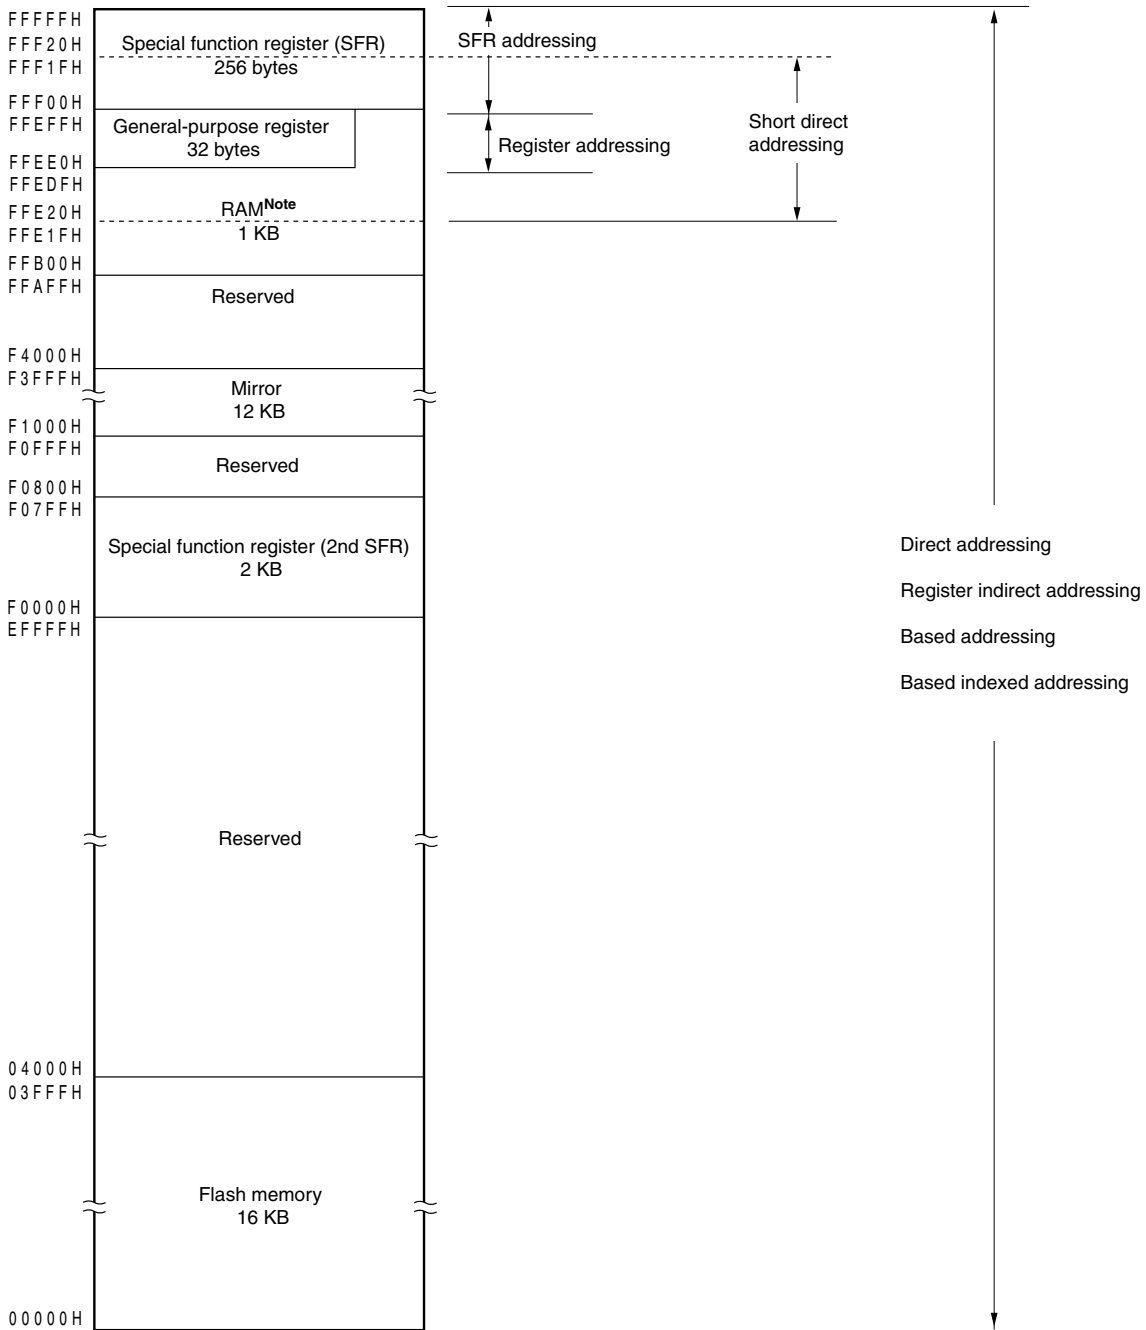 FFFFFH
FFF20H
FFF1FH
FFF00H
FFEFFH
FFEE0H
FFEDFH
FFE20H
FFE1FH
FFB00H
FFAFFH
F4000H
F3FFFH
F1000H
F0FFFH
F0800H
F07FFH
F0000H
EFFFFH
04000H
03FFFH
00000H
Special function register (SFR)
256 bytes
General-purpose register
32 bytes
RAMNote
1 KB
Reserved
Mirror
12 KB
Reserved
Special function register (2nd SFR)
2 KB
Reserved
Flash memory
16 KB
SFR addressing
Register addressing
Short direct
addressing
Direct addressing
Register indirect addressing
Based addressing
Based indexed addressing